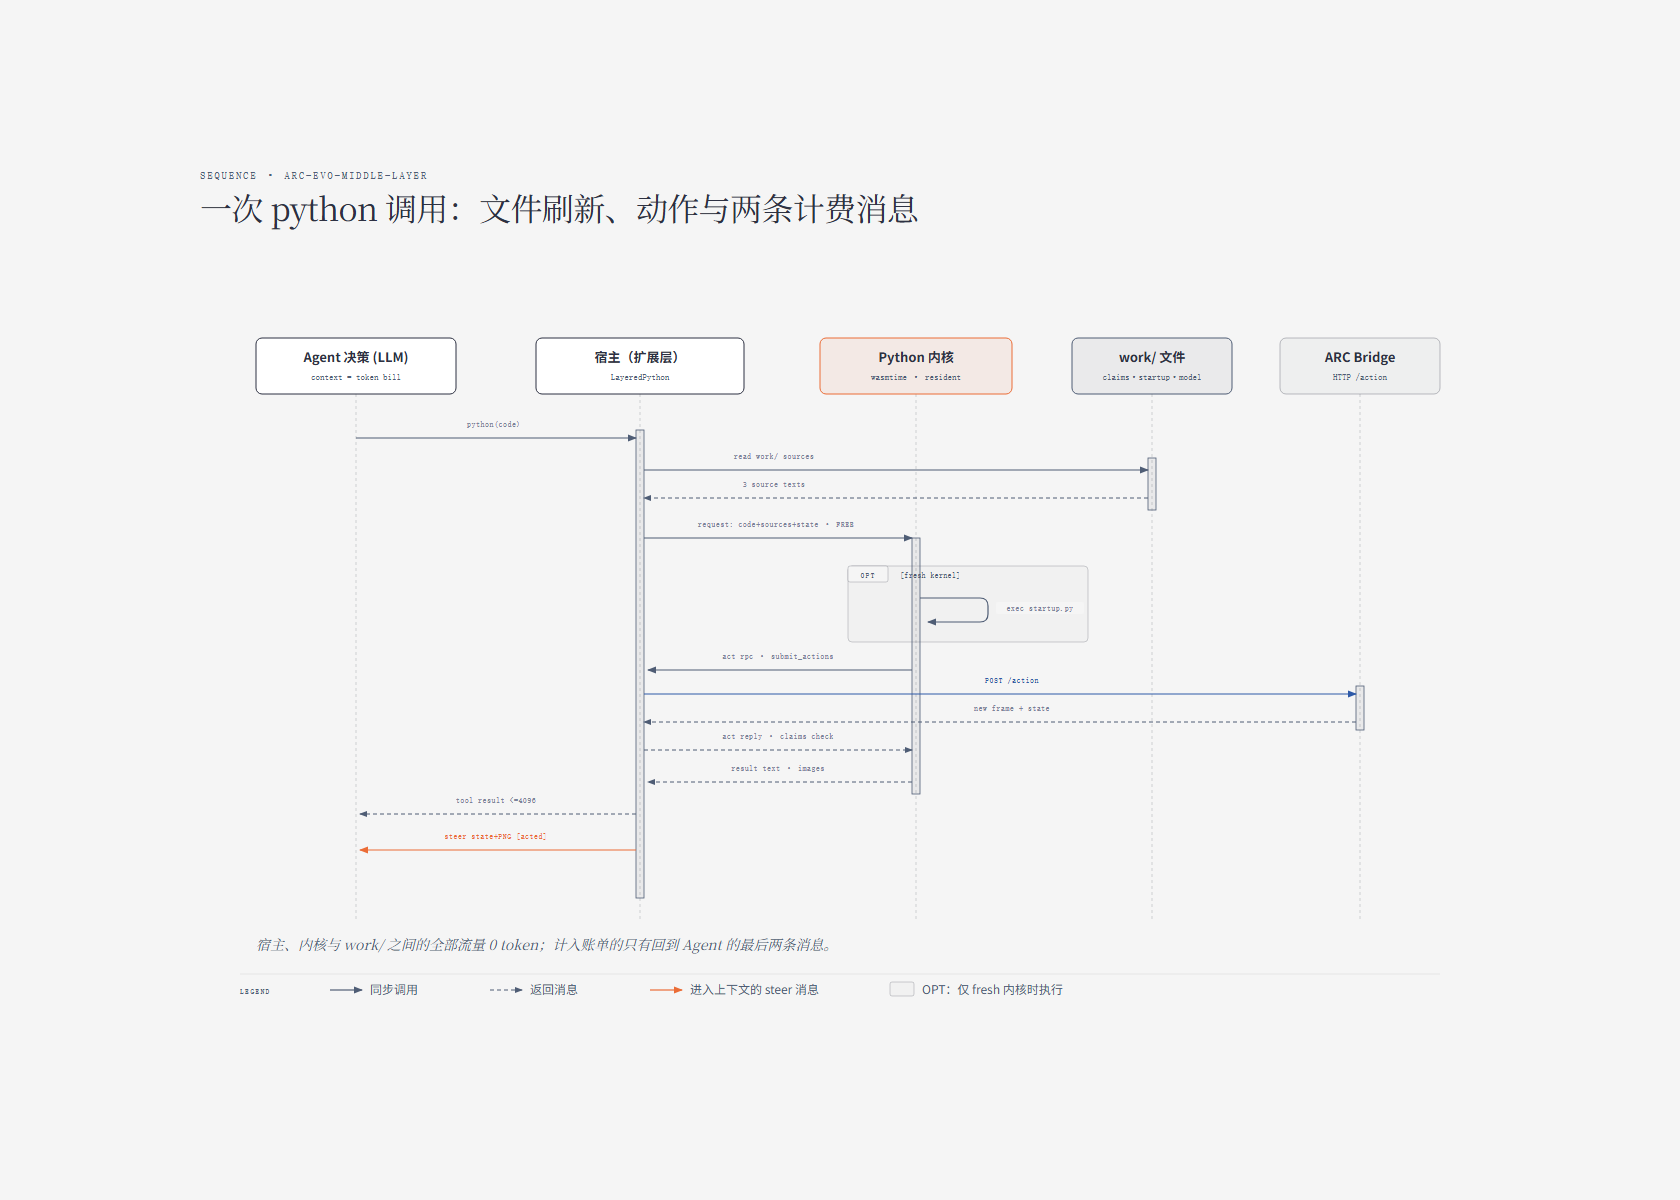 SEQUENCE • ARC-EVO-MIDDLE-LAYER
一次 python 调用：文件刷新、动作与两条计费消息
Agent 决策 (LLM)
context = token bill
宿主（扩展层）
LayeredPython
Python 内核
wasmtime • resident
work/ 文件
claims•startup•model
ARC Bridge
HTTP /action
python(code)
read work/ sources
3 source texts
request: code+sources+state • FREE
OPT
[fresh kernel]
exec startup.py
act rpc • submit_actions
POST /action
new frame + state
act reply • claims check
result text • images
tool result <=4096
steer state+PNG [acted]
宿主、内核与 work/ 之间的全部流量 0 token；计入账单的只有回到 Agent 的最后两条消息。
LEGEND
同步调用
返回消息
进入上下文的 steer 消息
OPT：仅 fresh 内核时执行